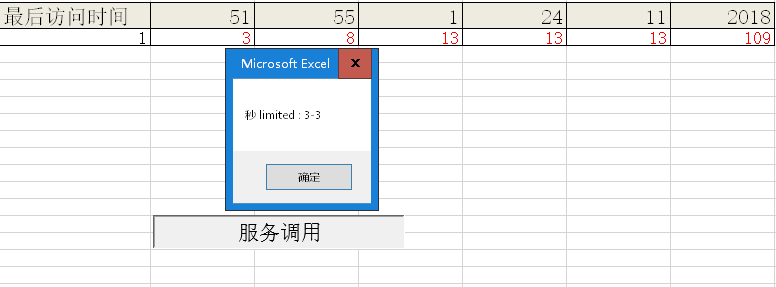 最后访问时间 51 55 1 24 11 2018
1 3 8 13 13 13 109
Microsoft Excel x
秒 limited : 3-3
确定
服务调用